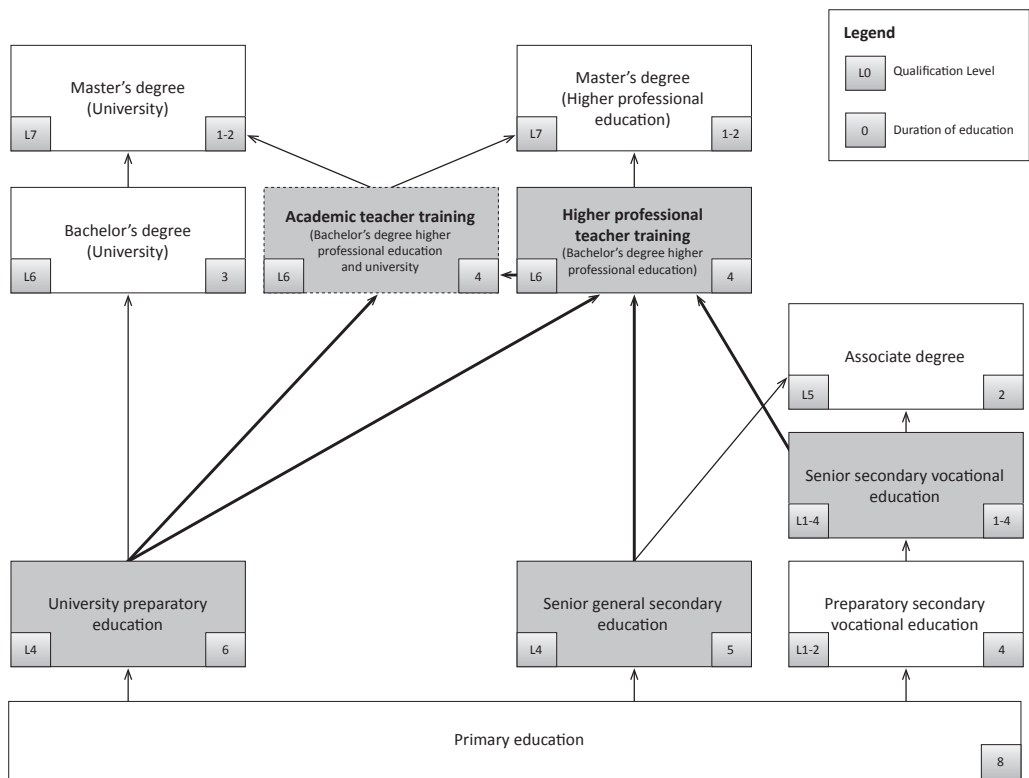 Legend
L0
Qualification Level
0
Duration of education
Master’s degree
(University)
L7
1-2
Master’s degree
(Higher professional
education)
L7
1-2
Bachelor’s degree
(University)
L6
3
Academic teacher training
(Bachelor’s degree higher
professional education
and university
L6
4
Higher professional
teacher training
(Bachelor’s degree higher
professional education)
L6
4
Associate degree
L5
2
Senior secondary vocational
education
L1-4
1-4
University preparatory
education
L4
6
Senior general secondary
education
L4
5
Preparatory secondary
vocational education
L1-2
4
Primary education
8